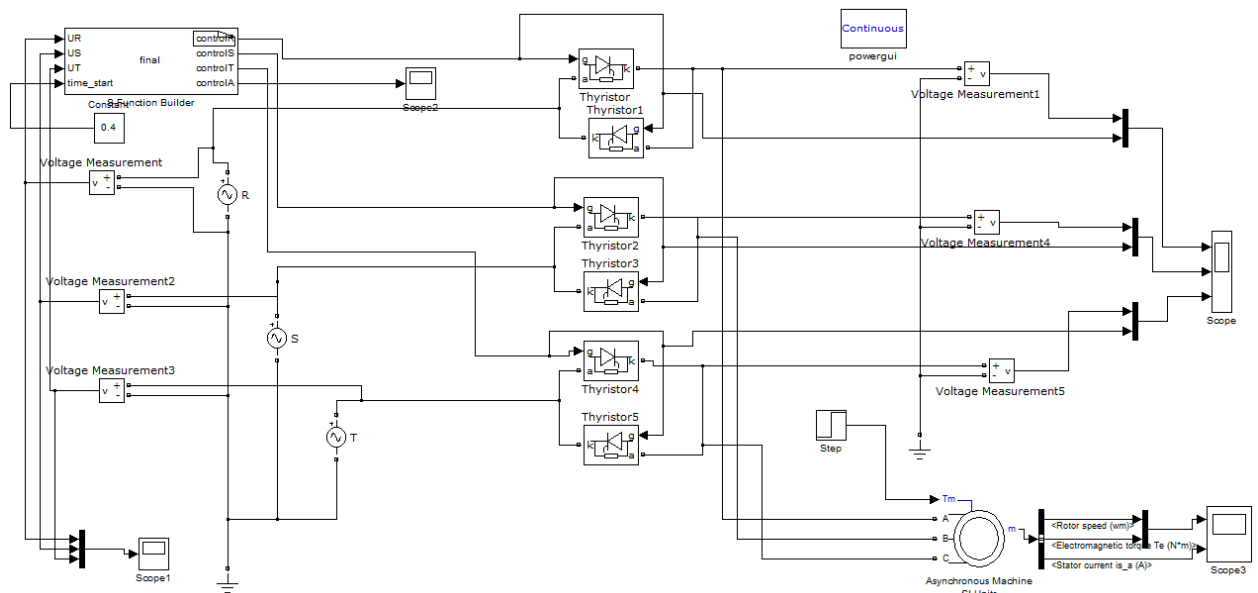 UR
US
UT
time_start
final
controlR
controlS
controlT
controlA
S-Function Builder
Constant
0.4
Scope2
Voltage Measurement
v
+
-
+
R
Voltage Measurement2
v
+
-
+
S
Voltage Measurement3
v
+
-
+
T
Scope1
g
a
k
Thyristor
Thyristor1
k
g
a
g
a
k
Thyristor2
Thyristor3
k
g
a
g
a
k
Thyristor4
Thyristor5
k
g
a
Continuous
powergui
+
-
v
Voltage Measurement1
+
-
v
Voltage Measurement4
+
-
v
Voltage Measurement5
Scope
Step
Tm
A
B
C
m
Asynchronous Machine
SI Units
<Rotor speed (wm)>
<Electromagnetic torque Te (N*m)>
<Stator current is_a (A)>
Scope3